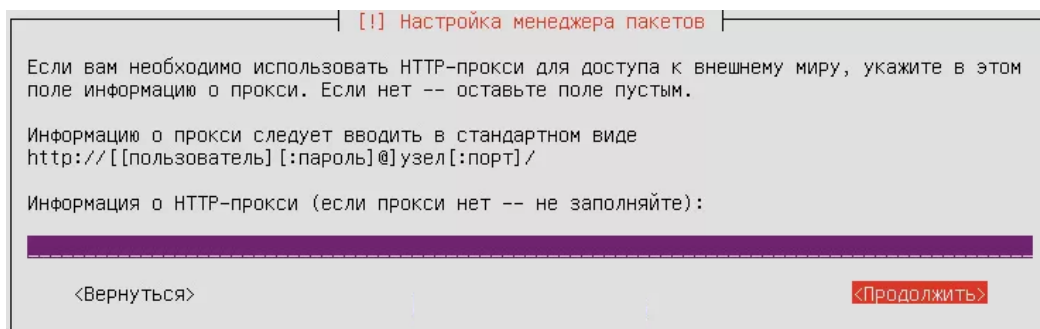 [!] Настройка менеджера пакетов
Если вам необходимо использовать HTTP-прокси для доступа к внешнему миру, укажите в этом
поле информацию о прокси. Если нет -- оставьте поле пустым.
Информацию о прокси следует вводить в стандартном виде
http://[[пользователь][:пароль]@]узел[:порт]/
Информация о HTTP-прокси (если прокси нет -- не заполняйте):
<Вернуться> <Продолжить>